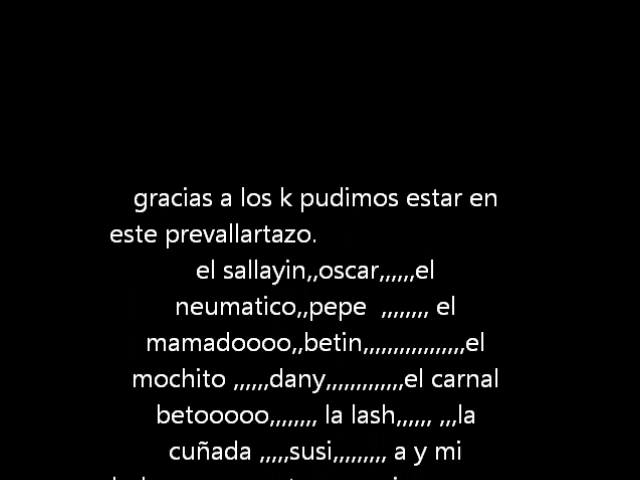 gracias a los k pudimos estar en
este prevallartazo.
el sallayin,,oscar,,,,,,el
neumatico,,pepe ,,,,,,,, el
mamadoooo,,betin,,,,,,,,,,,,,,,,,el
mochito ,,,,,,dany,,,,,,,,,,,,,el carnal
betooooo,,,,,,,, la lash,,,,,, ,,,la
cuñada ,,,,,susi,,,,,,,,, a y mi